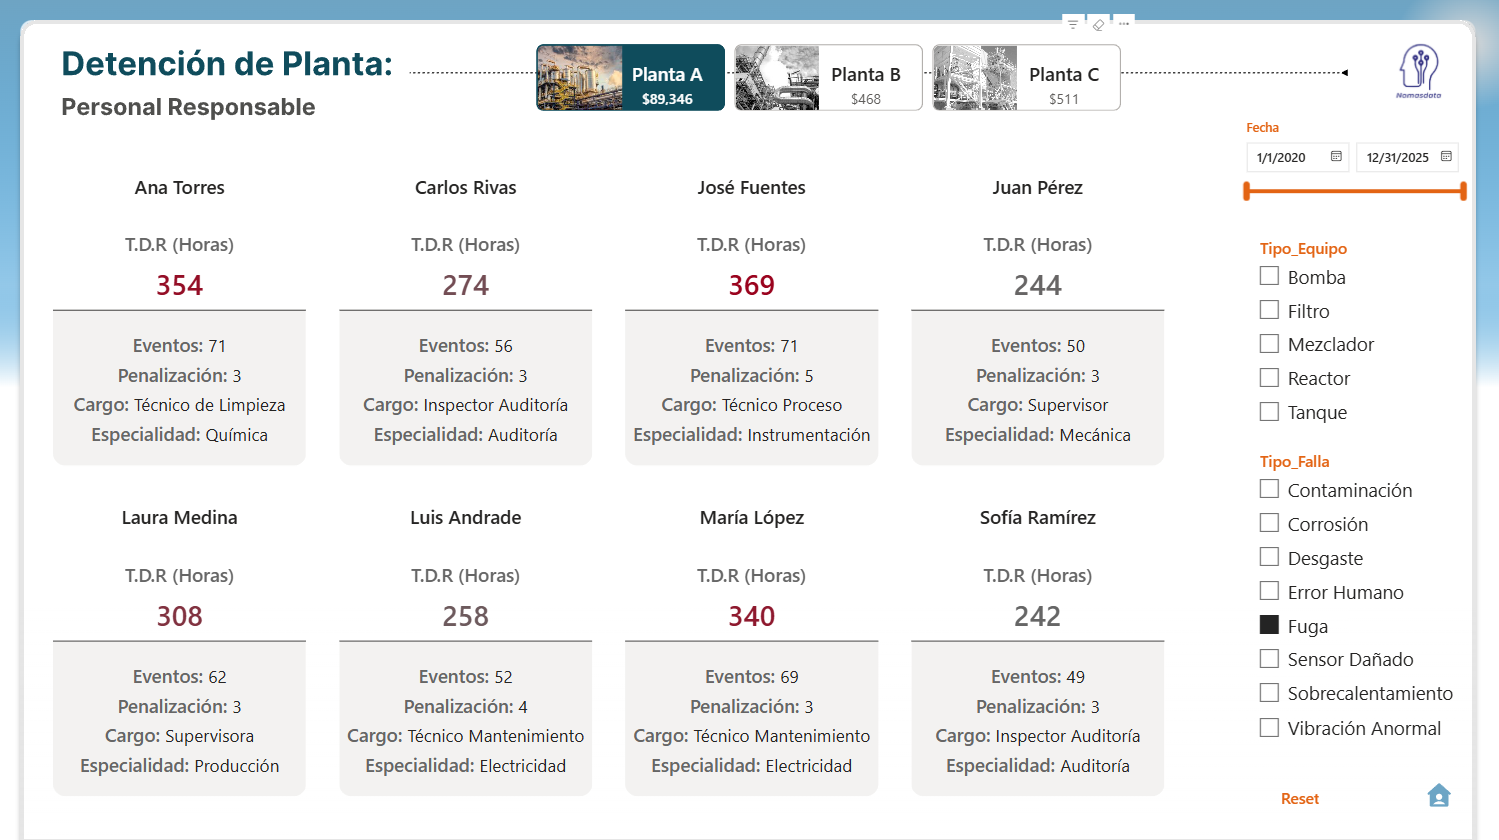 Detención de Planta:
Personal Responsable
Planta A
$89,346
Planta B
$468
Planta C
$511
Nomasdata
Fecha
1/1/2020
12/31/2025
Ana Torres
T.D.R (Horas)
354
Eventos: 71
Penalización: 3
Cargo: Técnico de Limpieza
Especialidad: Química
Carlos Rivas
T.D.R (Horas)
274
Eventos: 56
Penalización: 3
Cargo: Inspector Auditoría
Especialidad: Auditoría
José Fuentes
T.D.R (Horas)
369
Eventos: 71
Penalización: 5
Cargo: Técnico Proceso
Especialidad: Instrumentación
Juan Pérez
T.D.R (Horas)
244
Eventos: 50
Penalización: 3
Cargo: Supervisor
Especialidad: Mecánica
Laura Medina
T.D.R (Horas)
308
Eventos: 62
Penalización: 3
Cargo: Supervisora
Especialidad: Producción
Luis Andrade
T.D.R (Horas)
258
Eventos: 52
Penalización: 4
Cargo: Técnico Mantenimiento
Especialidad: Electricidad
María López
T.D.R (Horas)
340
Eventos: 69
Penalización: 3
Cargo: Técnico Mantenimiento
Especialidad: Electricidad
Sofía Ramírez
T.D.R (Horas)
242
Eventos: 49
Penalización: 3
Cargo: Inspector Auditoría
Especialidad: Auditoría
Tipo_Equipo
Bomba
Filtro
Mezclador
Reactor
Tanque
Tipo_Falla
Contaminación
Corrosión
Desgaste
Error Humano
Fuga
Sensor Dañado
Sobrecalentamiento
Vibración Anormal
Reset